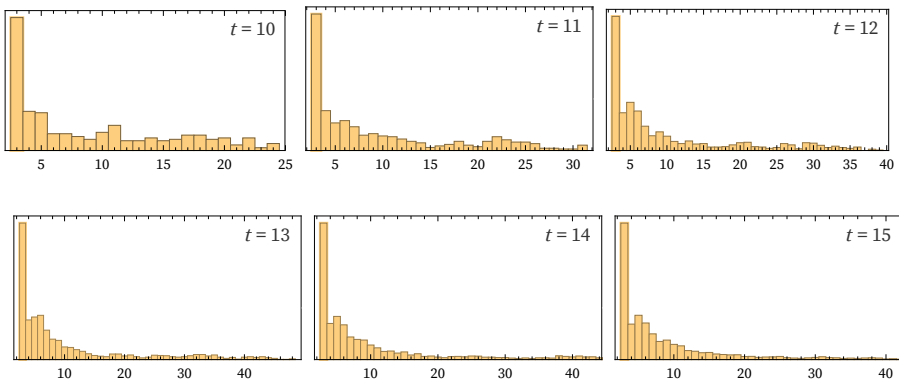 t = 10
t = 11
t = 12
5 10 15 20 25
5 10 15 20 25 30
5 10 15 20 25 30 35 40
t = 13
t = 14
t = 15
10 20 30 40
10 20 30 40
10 20 30 40